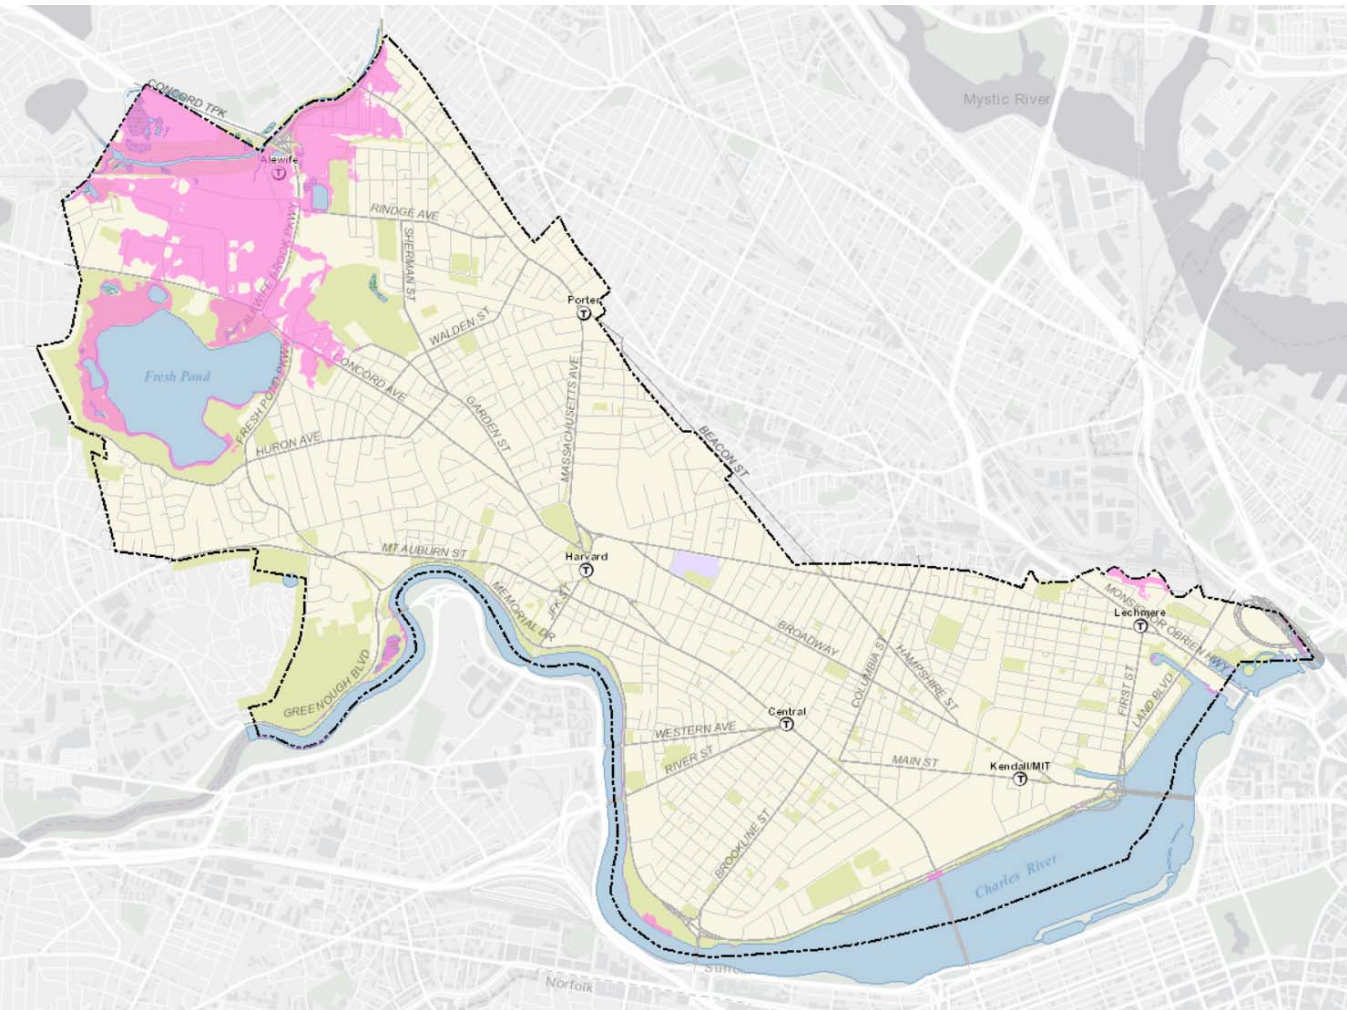 Mystic River
CONCORD TPK
Alewife
T
RINDGE AVE
SHERMAN ST
ALEWIFE BROOK PKWY
Porter
T
WALDEN ST
Fresh Pond
CONCORD AVE
FRESH POND PKWY
MASSACHUSETTS AVE
GARDEN ST
HURON AVE
BEACON ST
MT AUBURN ST
Harvard
T
MEMORIAL DR
JFK ST
MONSIGNOR OBRIEN HWY
Lechmere
T
BROADWAY
COLUMBIA ST
HAMPSHIRE ST
GREENOUGH BLVD
FIRST ST
LAND BLVD
Central
T
WESTERN AVE
RIVER ST
MAIN ST
Kendall/MIT
T
BROOKLINE ST
Charles River
Norfolk